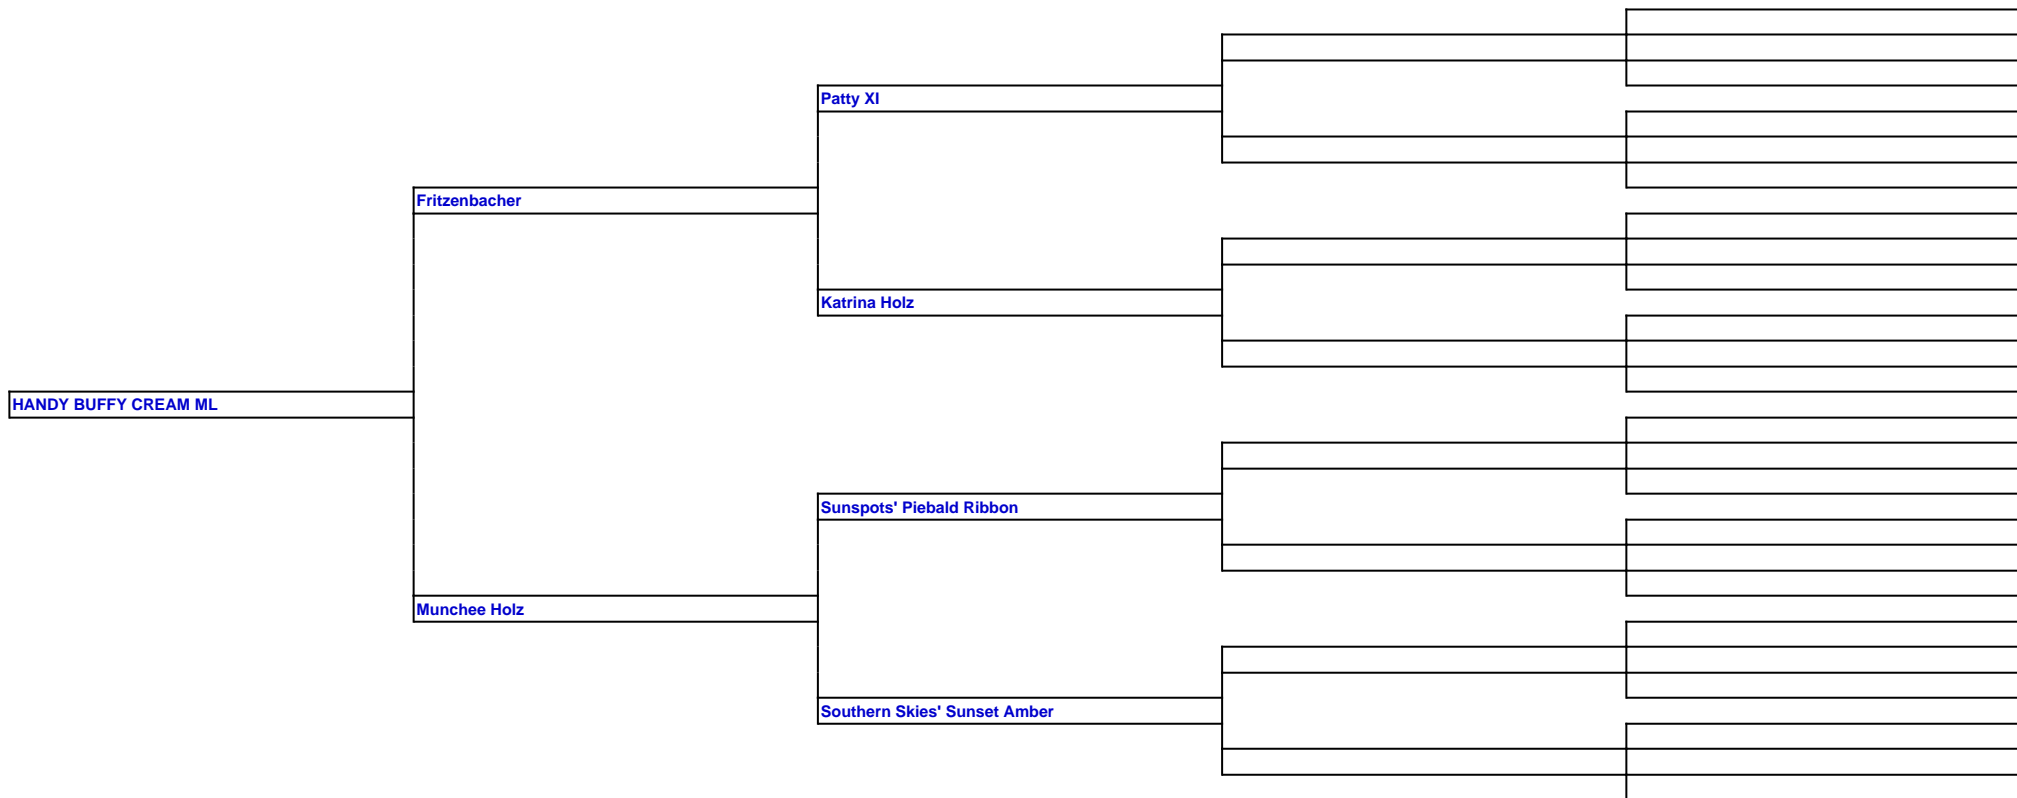 Patty XI
Fritzenbacher
Katrina Holz
HANDY BUFFY CREAM ML
Sunspots' Piebald Ribbon
Munchee Holz
Southern Skies' Sunset Amber